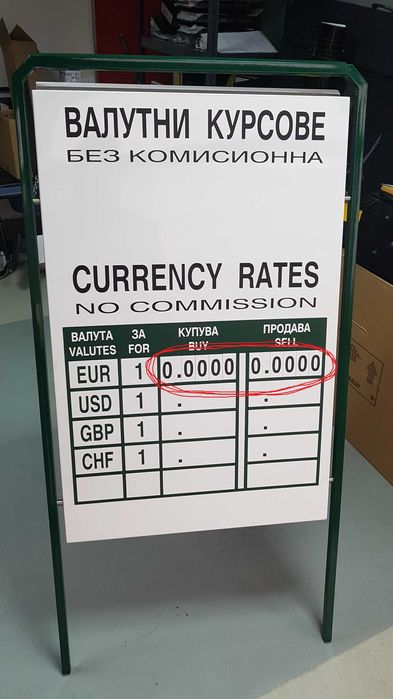 ВАЛУТНИ КУРСОВЕ
БЕЗ КОМИСИОННА
CURRENCY RATES
NO COMMISSION
ВАЛУТА ЗА КУПУВА ПРОДАВА
VALUTES FOR BUY SELL
EUR 1 0.0000 0.0000
USD 1 . .
GBP 1 . .
CHF 1 . .